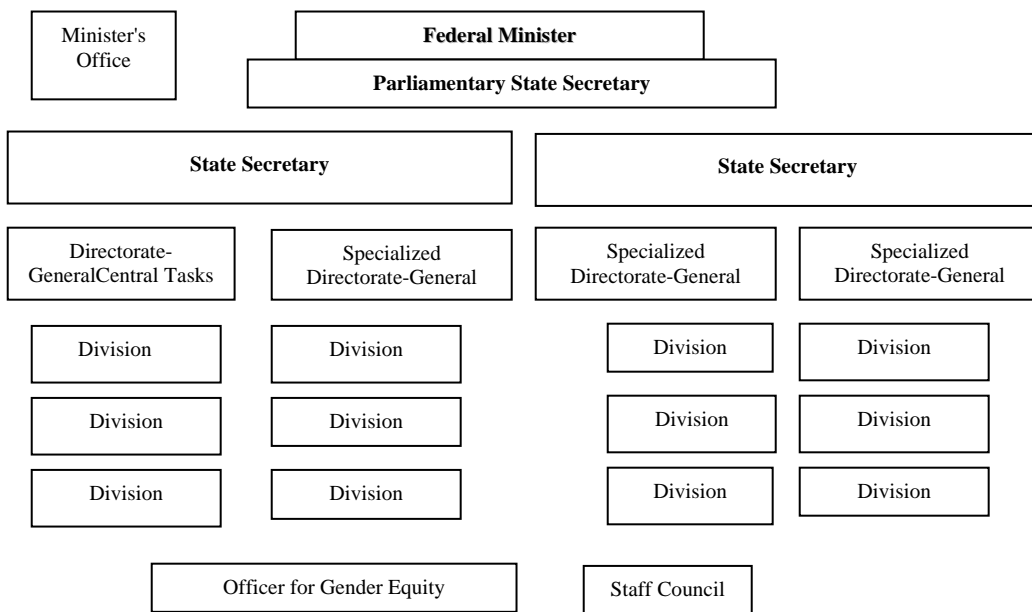 Minister's
Office
Federal Minister
Parliamentary State Secretary
State Secretary
State Secretary
Directorate-
GeneralCentral Tasks
Specialized
Directorate-General
Specialized
Directorate-General
Specialized
Directorate-General
Division
Division
Division
Division
Division
Division
Division
Division
Division
Division
Division
Division
Officer for Gender Equity
Staff Council